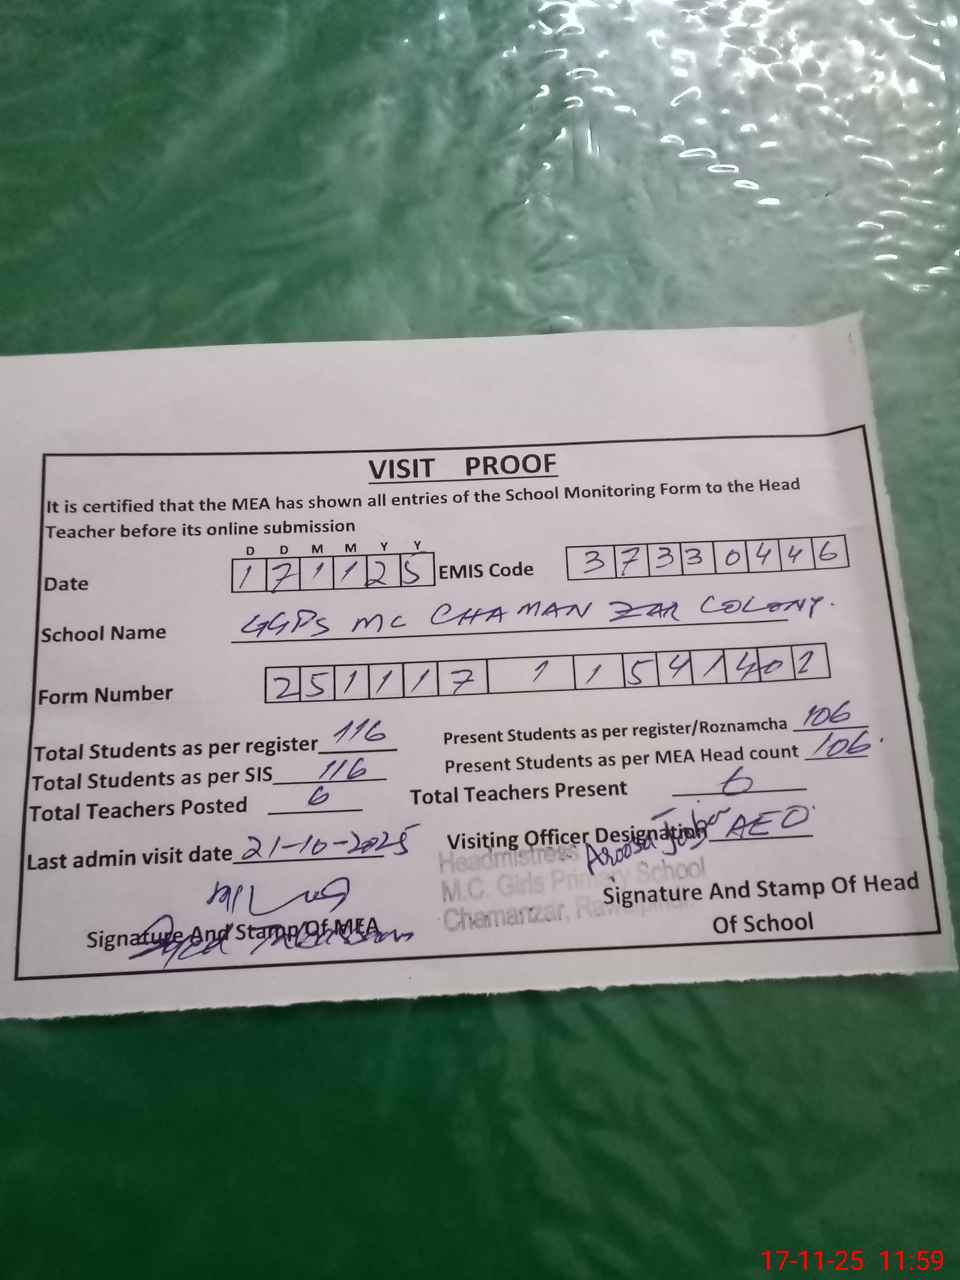 VISIT PROOF
It is certified that the MEA has shown all entries of the School Monitoring Form to the Head
Teacher before its online submission
D D M M Y Y
Date 1 7 1 1 2 5 EMIS Code 3 7 3 3 0 4 4 6
School Name GGPS MC CHAMAN ZAR COLONY.
Form Number 2 5 1 1 1 7 1 1 5 4 1 4 0 2
Total Students as per register 116 Present Students as per register/Roznamcha 106
Total Students as per SIS 116 Present Students as per MEA Head count 106
Total Teachers Posted 6 Total Teachers Present 6
Last admin visit date 21-10-2025 Visiting Officer Designation AEO
Headmistress
M.C. Girls Primary School
Chamanzar, Rawalpindi
Signature And Stamp Of MEA
Signature And Stamp Of Head
Of School
17-11-25 11:59